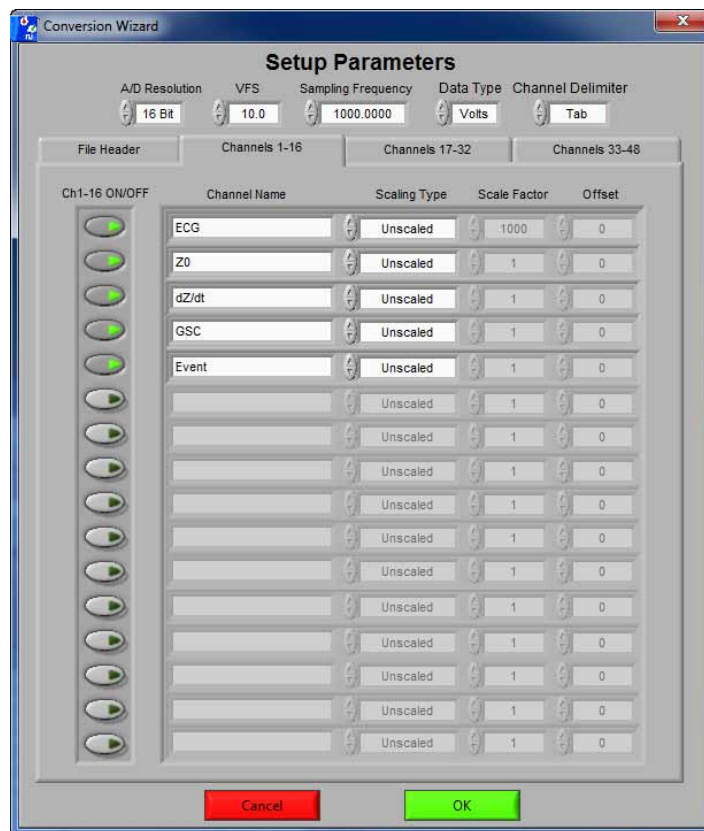 Conversion Wizard
Setup Parameters
A/D Resolution VFS Sampling Frequency Data Type Channel Delimiter
16 Bit 10.0 1000.0000 Volts Tab
File Header Channels 1-16 Channels 17-32 Channels 33-48
Ch1-16 ON/OFF Channel Name Scaling Type Scale Factor Offset
ECG Unscaled 1000 0
Z0 Unscaled 1 0
dZ/dt Unscaled 1 0
GSC Unscaled 1 0
Event Unscaled 1 0
Unscaled 1 0
Unscaled 1 0
Unscaled 1 0
Unscaled 1 0
Unscaled 1 0
Unscaled 1 0
Unscaled 1 0
Unscaled 1 0
Unscaled 1 0
Unscaled 1 0
Unscaled 1 0
Cancel OK